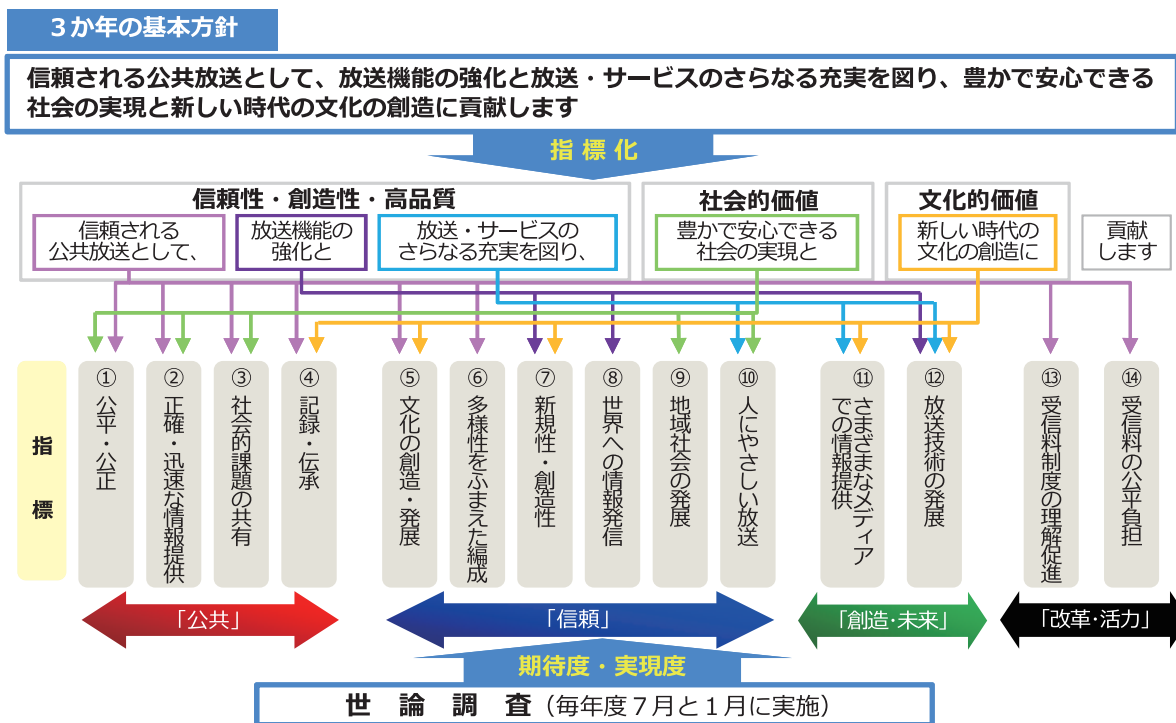 3か年の基本方針
信頼される公共放送として、放送機能の強化と放送・サービスのさらなる充実を図り、豊かで安心できる
社会の実現と新しい時代の文化の創造に貢献します
指標化
信頼性・創造性・高品質
社会的価値
文化的価値
信頼される
公共放送として、
放送機能の
強化と
放送・サービスの
さらなる充実を図り、
豊かで安心できる
社会の実現と
新しい時代の
文化の創造に
貢献
します
指標
①公平・公正
②正確・迅速な情報提供
③社会的課題の共有
④記録・伝承
⑤文化の創造・発展
⑥多様性をふまえた編成
⑦新規性・創造性
⑧世界への情報発信
⑨地域社会の発展
⑩人にやさしい放送
⑪さまざまなメディア
での情報提供
⑫放送技術の発展
⑬受信料制度の理解促進
⑭受信料の公平負担
「公共」
「信頼」
「創造・未来」
「改革・活力」
期待度・実現度
世論調査（毎年度7月と1月に実施）